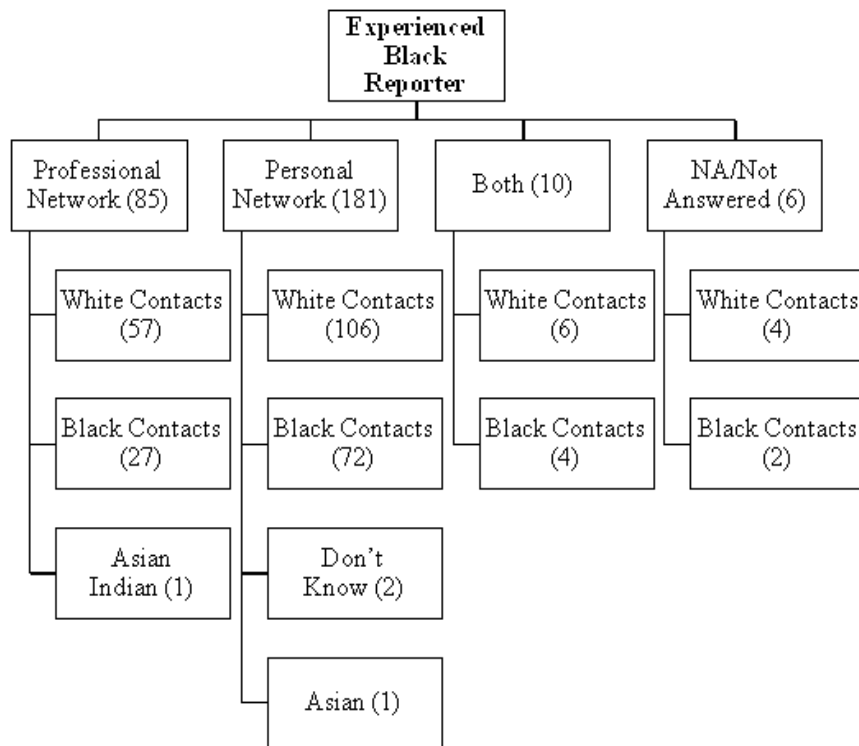 Experienced
Black
Reporter
Professional
Network (85)
Personal
Network (181)
Both (10)
NA/Not
Answered (6)
White Contacts
(57)
White Contacts
(106)
White Contacts
(6)
White Contacts
(4)
Black Contacts
(27)
Black Contacts
(72)
Black Contacts
(4)
Black Contacts
(2)
Asian
Indian (1)
Don't
Know (2)
Asian (1)